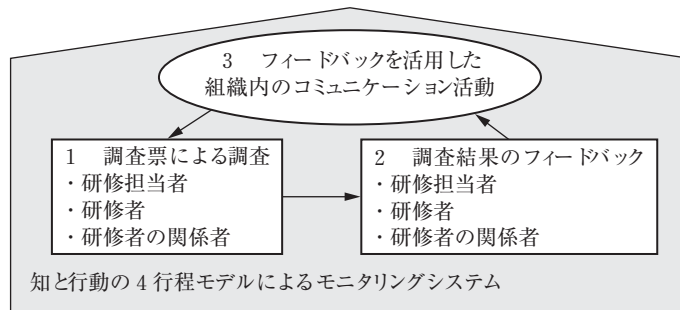 3　フィードバックを活用した
組織内のコミュニケーション活動
1　調査票による調査
・研修担当者
・研修者
・研修者の関係者
2　調査結果のフィードバック
・研修担当者
・研修者
・研修者の関係者
知と行動の4行程モデルによるモニタリングシステム